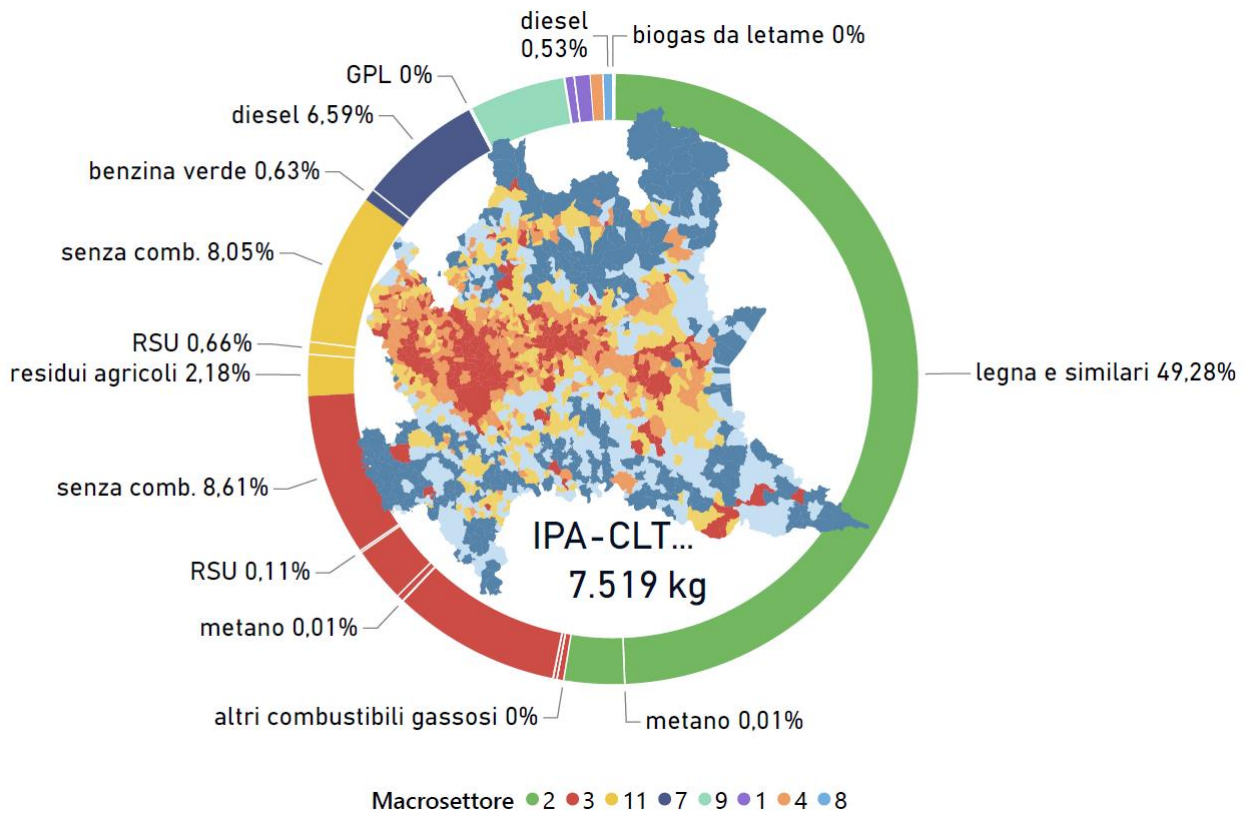 diesel
0,53%
biogas da letame 0%
GPL 0%
diesel 6,59%
benzina verde 0,63%
senza comb. 8,05%
RSU 0,66%
residui agricoli 2,18%
legna e similari 49,28%
senza comb. 8,61%
RSU 0,11%
metano 0,01%
altri combustibili gassosi 0%
metano 0,01%
IPA-CLT...
7.519 kg
Macrosettore 2 3 11 7 9 1 4 8